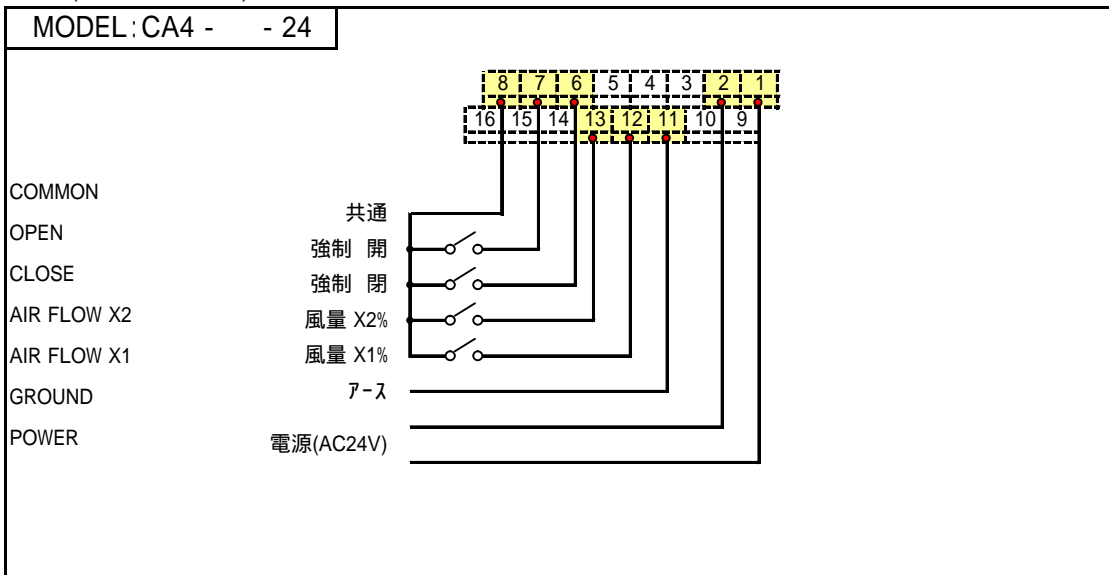 MODEL:CA4 -     - 24
8 7 6 5 4 3 2 1
16 15 14 13 12 11 10 9
COMMON 共通
OPEN 強制 開
CLOSE 強制 閉
AIR FLOW X2 風量 X2%
AIR FLOW X1 風量 X1%
GROUND ｱｰｽ
POWER 電源(AC24V)